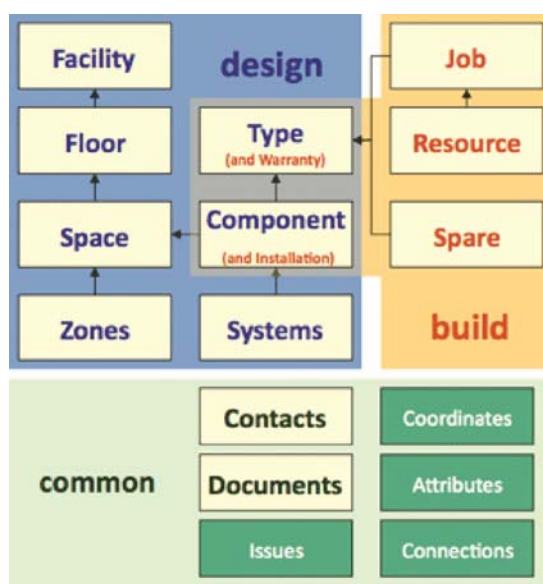 Facility
design
Job
Floor
Type
(and Warranty)
Resource
Space
Component
(and Installation)
Spare
Zones
Systems
build
Contacts
Coordinates
common
Documents
Attributes
Issues
Connections